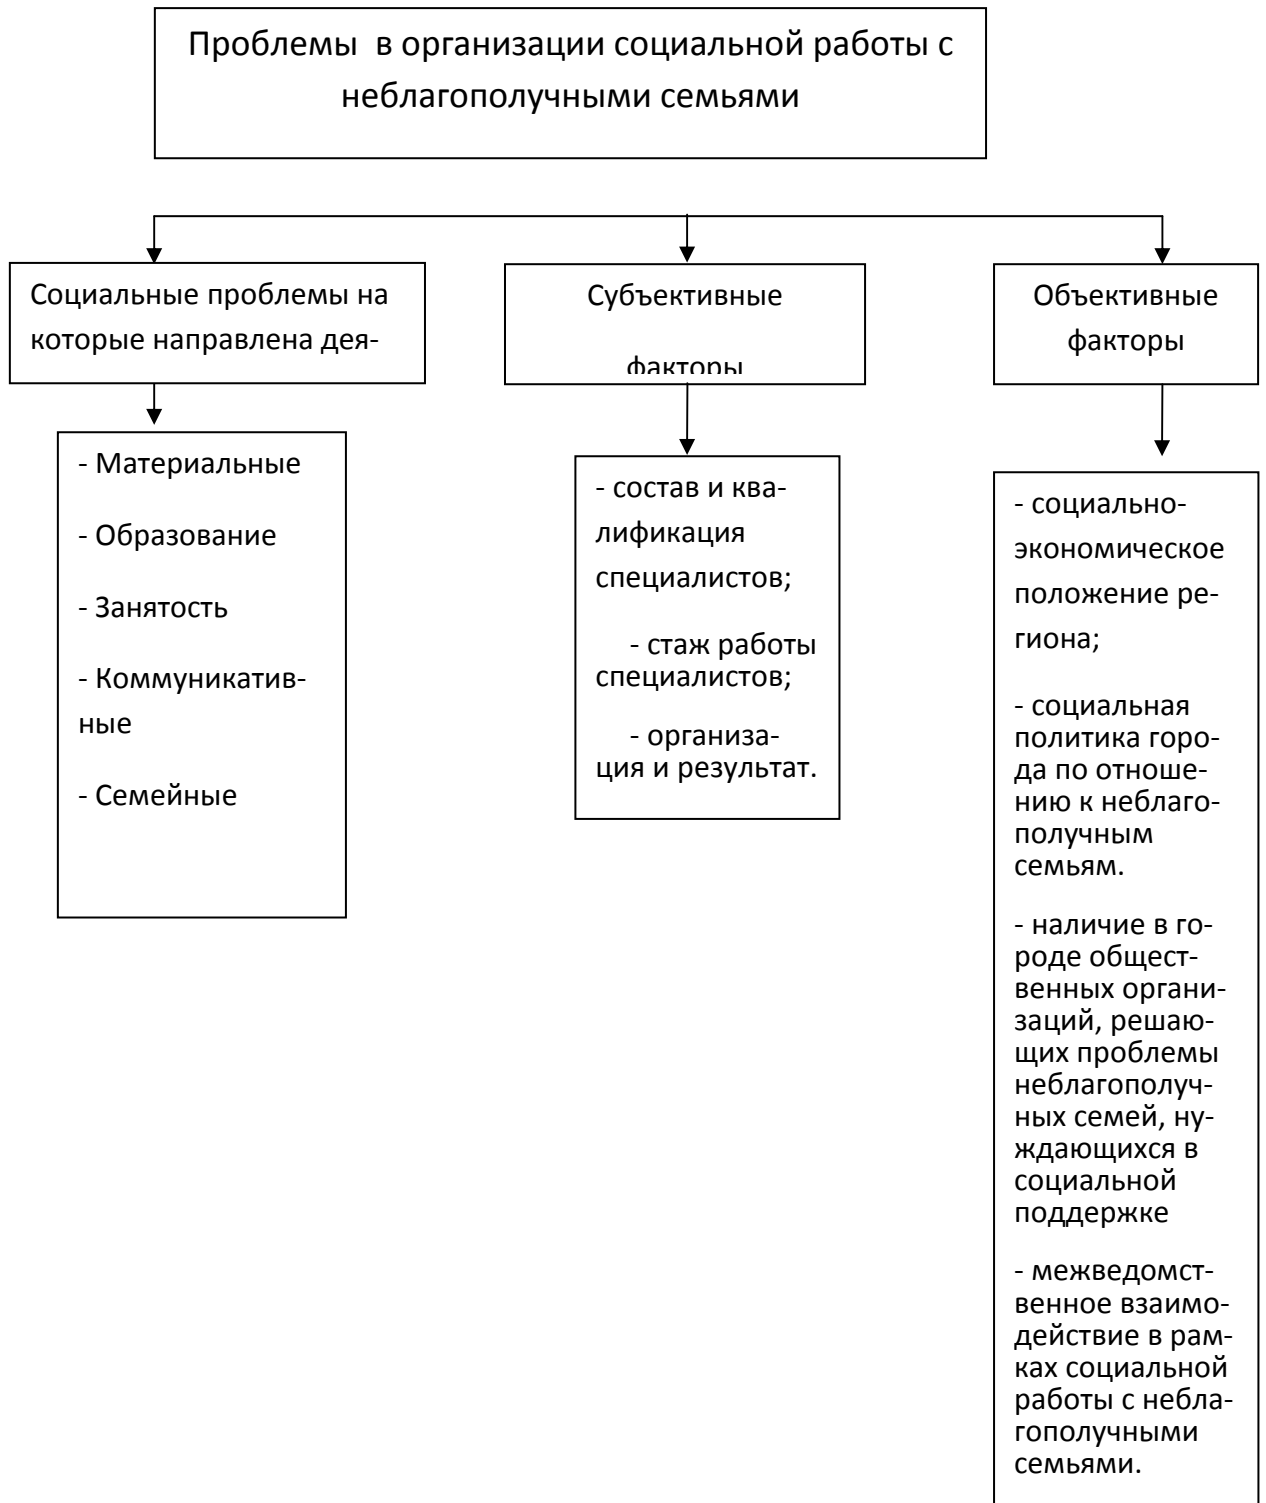 Проблемы в организации социальной работы с
неблагополучными семьями
Социальные проблемы на
которые направлена дея-
Субъективные
факторы
Объективные
факторы
- Материальные
- Образование
- Занятость
- Коммуникатив-
ные
- Семейные
- состав и ква-
лификация
специалистов;
- стаж работы
специалистов;
- организа-
ция и результат.
- социально-
экономическое
положение ре-
гиона;
- социальная
политика горо-
да по отноше-
нию к неблаго-
получным
семьям.
- наличие в го-
роде общест-
венных органи-
заций, решаю-
щих проблемы
неблагополуч-
ных семей, ну-
ждающихся в
социальной
поддержке
- межведомст-
венное взаимо-
действие в рам-
ках социальной
работы с небла-
гополучными
семьями.